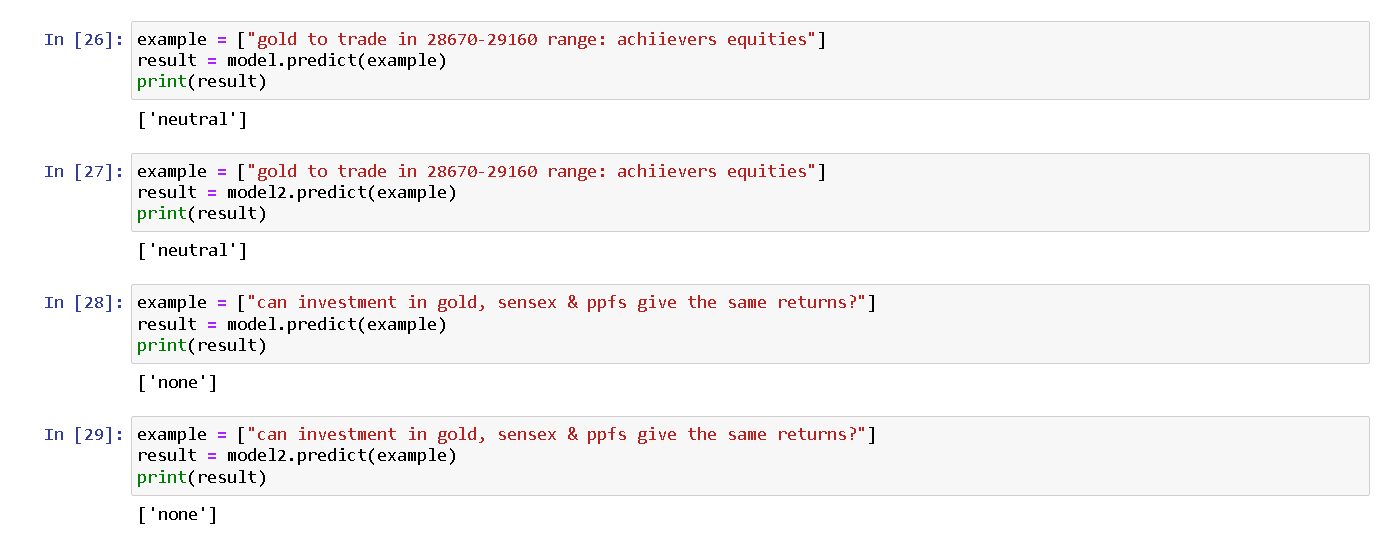 In [26]: example = ["gold to trade in 28670-29160 range: achiievers equities"]
result = model.predict(example)
print(result)
['neutral']
In [27]: example = ["gold to trade in 28670-29160 range: achiievers equities"]
result = model2.predict(example)
print(result)
['neutral']
In [28]: example = ["can investment in gold, sensex & ppfs give the same returns?"]
result = model.predict(example)
print(result)
['none']
In [29]: example = ["can investment in gold, sensex & ppfs give the same returns?"]
result = model2.predict(example)
print(result)
['none']